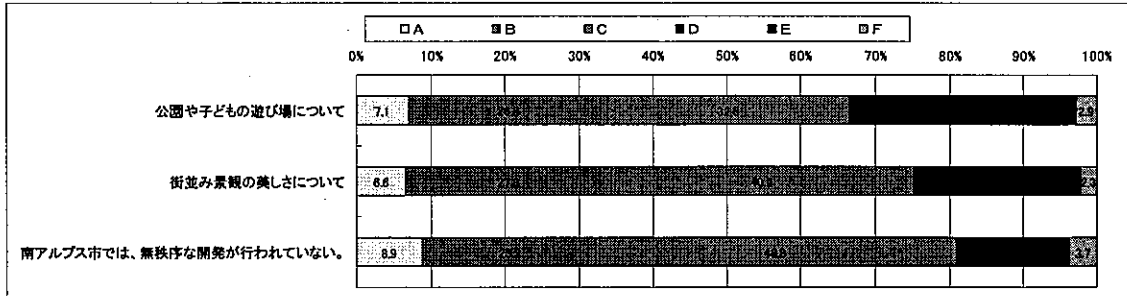 A B C D E F
0% 10% 20% 30% 40% 50% 60% 70% 80% 90% 100%
公園や子どもの遊び場について 7.1 2.9
街並み景観の美しさについて 6.6
南アルプス市では、無秩序な開発が行われていない。 8.9 3.7